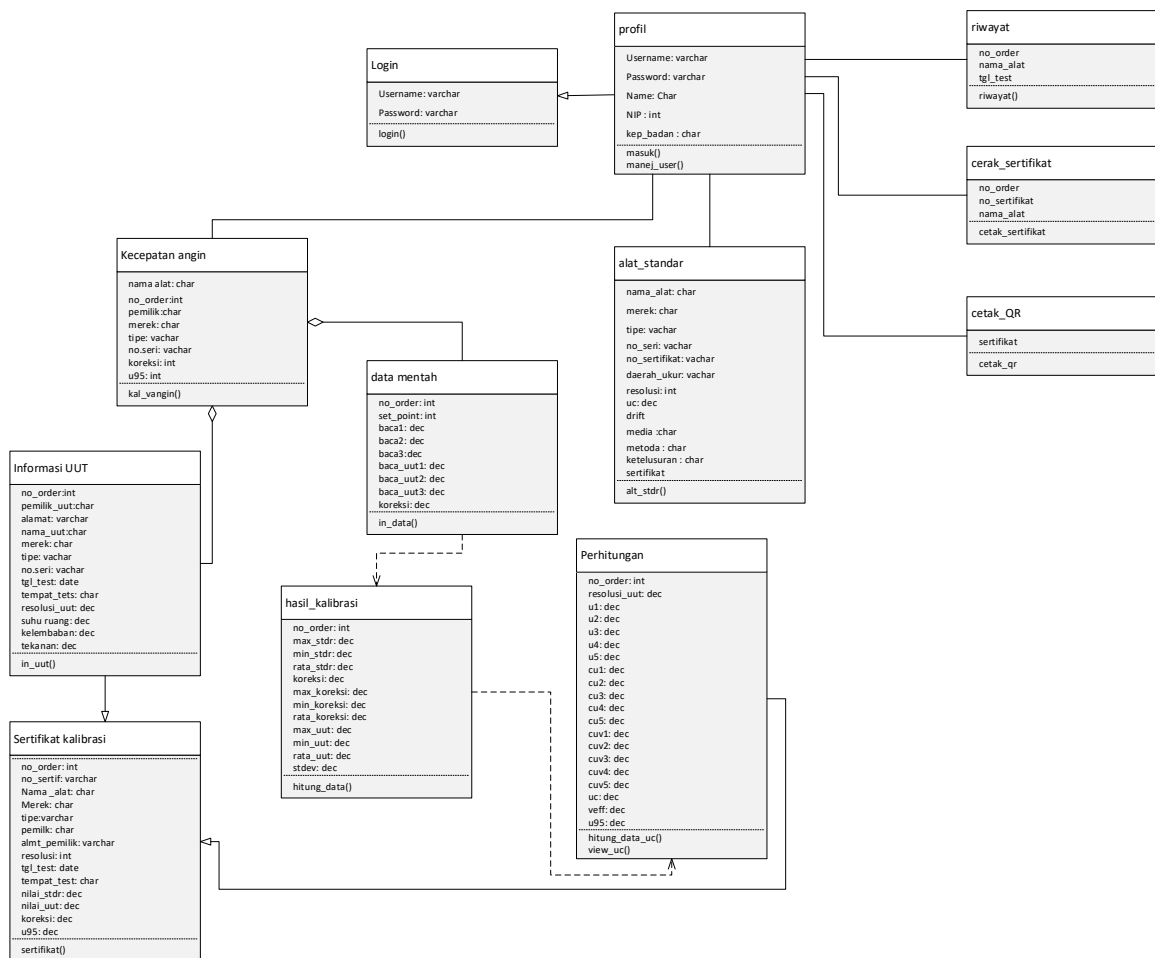 profil
Username: varchar
Password: varchar
Name: Char
NIP : int
kep_badan : char
masuk()
manej_user()
riwayat
no_order
nama_alat
tgl_test
riwayat()
Login
Username: varchar
Password: varchar
login()
cerak_sertifikat
no_order
no_sertifikat
nama_alat
cetak_sertifikat
Kecepatan angin
nama alat: char
no_order:int
pemilik:char
merek: char
tipe: vachar
no.seri: vachar
koreksi: int
u95: int
kal_vangin()
alat_standar
nama_alat: char
merek: char
tipe: vachar
no_seri: vachar
no_sertifikat: vachar
daerah_ukur: vachar
resolusi: int
uc: dec
drift
media :char
metoda : char
ketelusuran : char
sertifikat
alt_stdr()
cetak_QR
sertifikat
cetak_qr
data mentah
no_order: int
set_point: int
baca1: dec
baca2: dec
baca3:dec
baca_uut1: dec
baca_uut2: dec
baca_uut3: dec
koreksi: dec
in_data()
Informasi UUT
no_order:int
pemilik_uut:char
alamat: varchar
nama_uut:char
merek: char
tipe: vachar
no.seri: vachar
tgl_test: date
tempat_tets: char
resolusi_uut: dec
suhu ruang: dec
kelembaban: dec
tekanan: dec
in_uut()
Perhitungan
no_order: int
resolusi_uut: dec
u1: dec
u2: dec
u3: dec
u4: dec
u5: dec
cu1: dec
cu2: dec
cu3: dec
cu4: dec
cu5: dec
cuv1: dec
cuv2: dec
cuv3: dec
cuv4: dec
cuv5: dec
uc: dec
veff: dec
u95: dec
hitung_data_uc()
view_uc()
hasil_kalibrasi
no_order: int
max_stdr: dec
min_stdr: dec
rata_stdr: dec
koreksi: dec
max_koreksi: dec
min_koreksi: dec
rata_koreksi: dec
max_uut: dec
min_uut: dec
rata_uut: dec
stdev: dec
hitung_data()
Sertifikat kalibrasi
no_order: int
no_sertif: varchar
Nama _alat: char
Merek: char
tipe:varchar
pemilk: char
almt_pemilik: varchar
resolusi: int
tgl_test: date
tempat_test: char
nilai_stdr: dec
nilai_uut: dec
koreksi: dec
u95: dec
sertifikat()